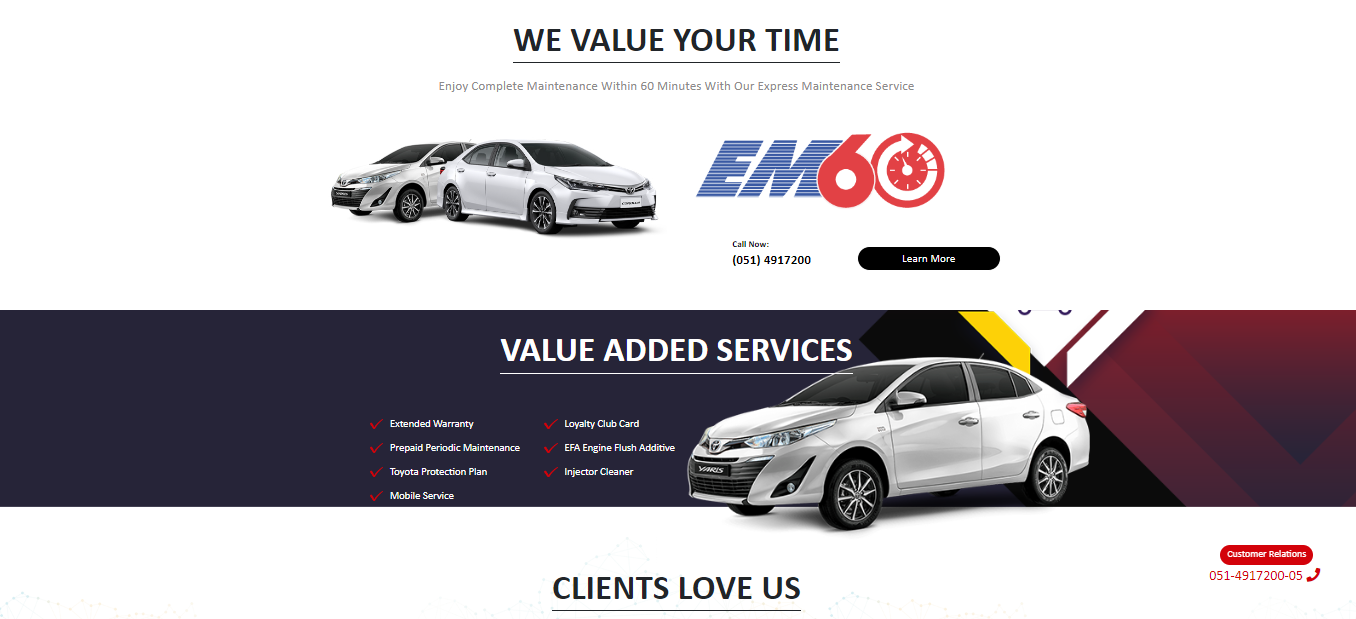 WE VALUE YOUR TIME
Enjoy Complete Maintenance Within 60 Minutes With Our Express Maintenance Service
EM60
COROLLA
Call Now:
(051) 4917200
Learn More
VALUE ADDED SERVICES
Extended Warranty
Loyalty Club Card
Prepaid Periodic Maintenance
EFA Engine Flush Additive
Toyota Protection Plan
Injector Cleaner
Mobile Service
YARIS
Customer Relations
051-4917200-05
CLIENTS LOVE US